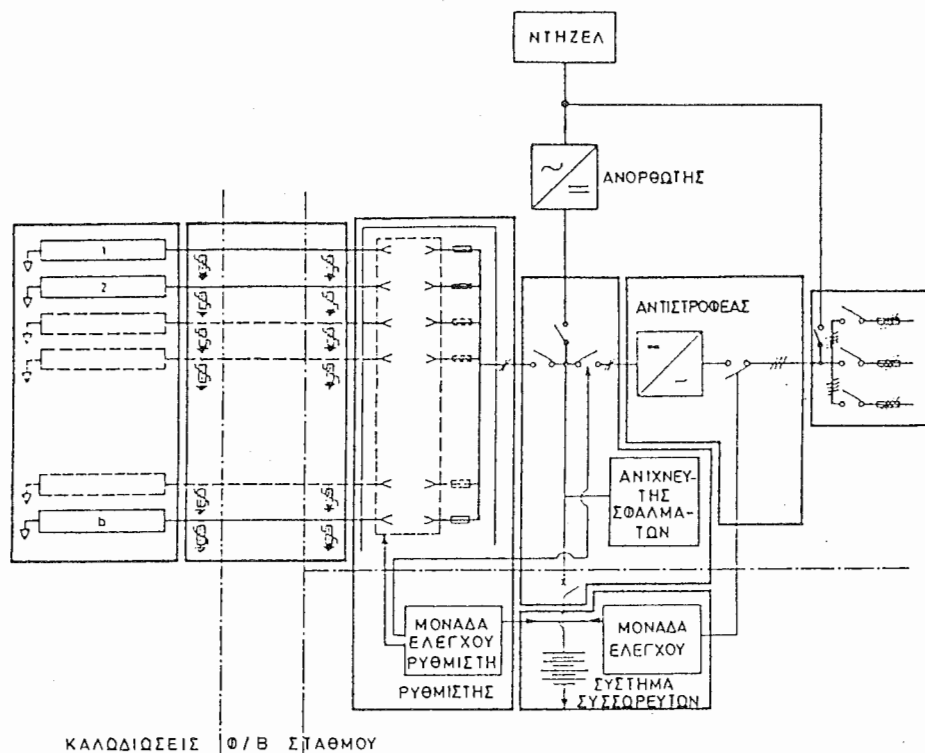 ΝΤΗΖΕΛ
ΑΝΟΡΘΩΤΗΣ
1
2
b
ΑΝΤΙΣΤΡΟΦΕΑΣ
ΑΝΙΧΝΕΥ-
ΤΗΣ
ΣΦΑΛΜΑ-
ΤΩΝ
ΜΟΝΑΔΑ
ΕΛΕΓΧΟΥ
ΡΥΘΜΙΣΤΗ
ΡΥΘΜΙΣΤΗΣ
ΜΟΝΑΔΑ
ΕΛΕΓΧΟΥ
ΣΥΣΤΗΜΑ
ΣΥΣΣΩΡΕΥΤΩΝ
ΚΑΛΩΔΙΩΣΕΙΣ Φ/Β ΣΤΑΘΜΟΥ